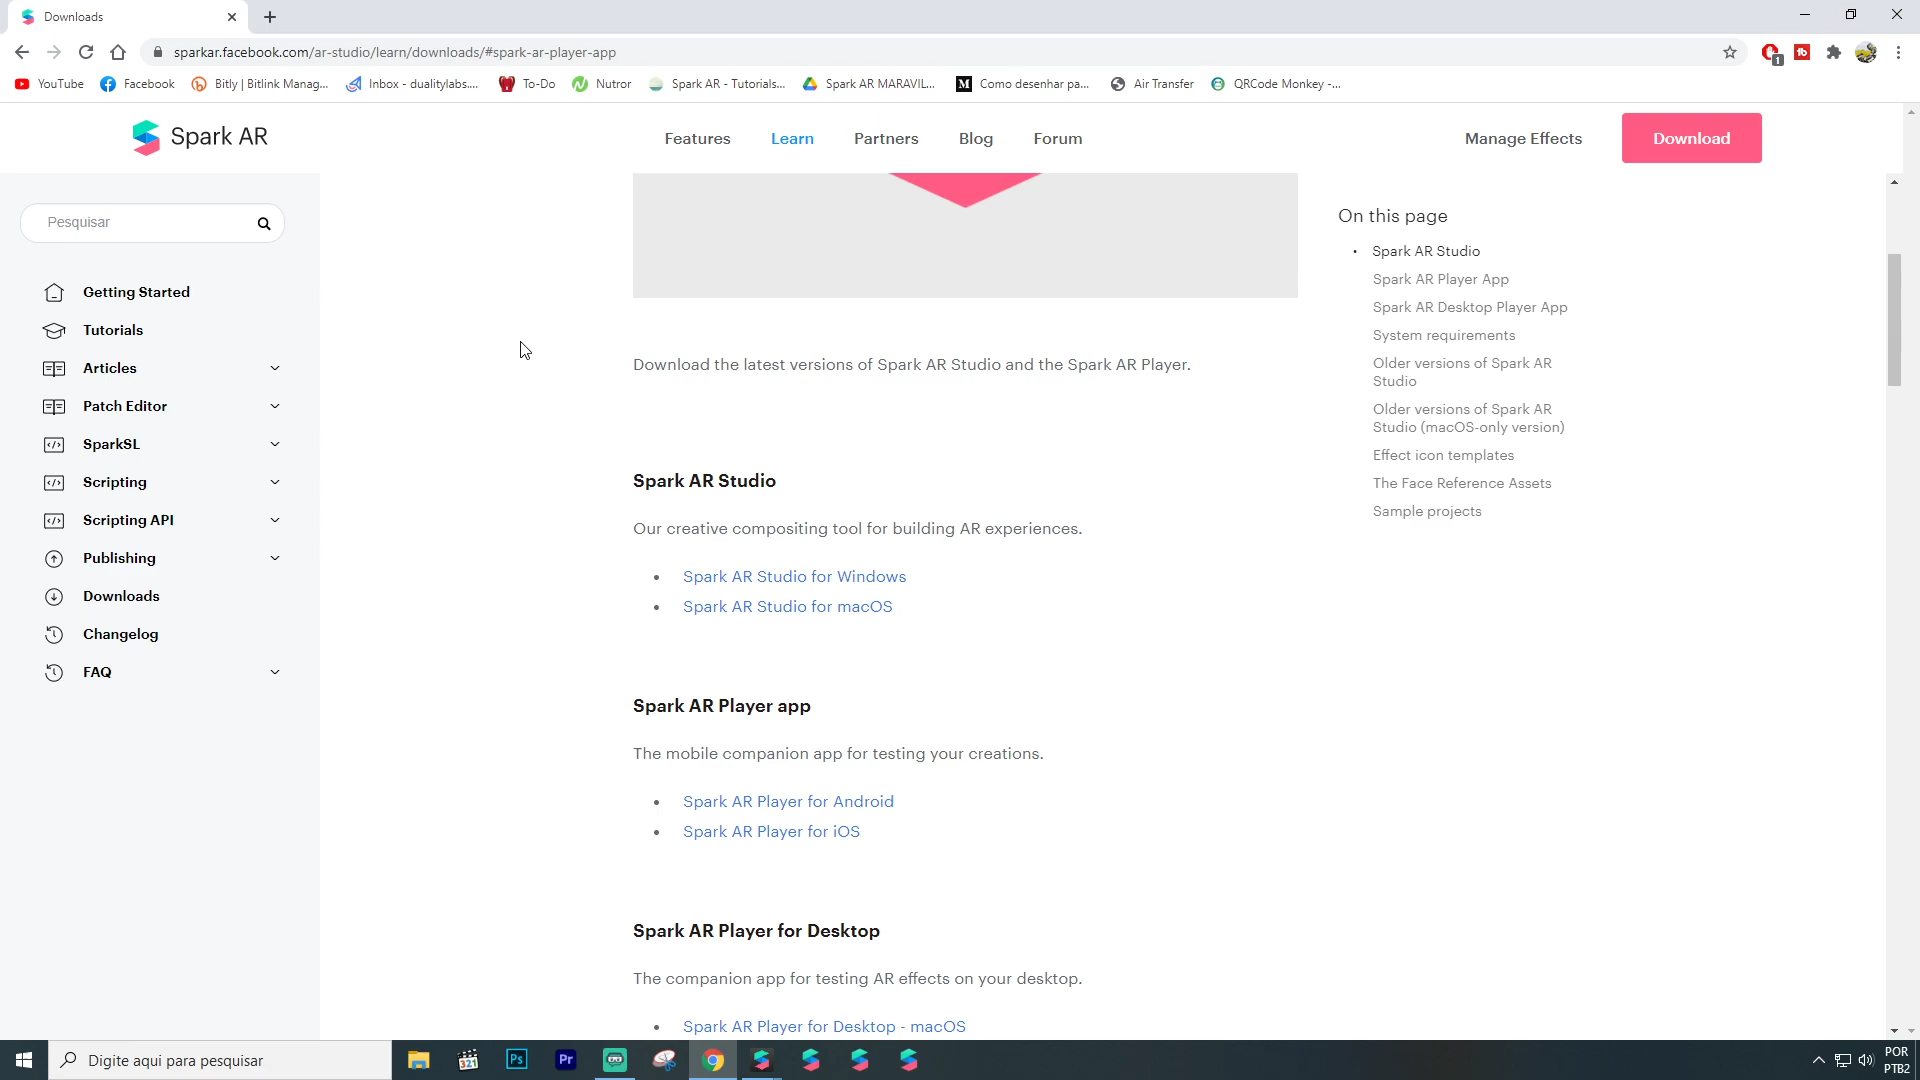 Downloads
sparkar.facebook.com/ar-studio/learn/downloads/#spark-ar-player-app
1
YouTube
Facebook
Bitly | Bitlink Manag...
Inbox - dualitylabs....
To-Do
Nutror
Spark AR - Tutorials...
Spark AR MARAVIL...
M
Como desenhar pa...
Air Transfer
QRCode Monkey -...
Spark AR
Features
Learn
Partners
Blog
Forum
Manage Effects
Download
Pesquisar
Getting Started
Tutorials
Articles
Patch Editor
SparkSL
Scripting
Scripting API
Publishing
Downloads
Changelog
FAQ
Download the latest versions of Spark AR Studio and the Spark AR Player.
Spark AR Studio
Our creative compositing tool for building AR experiences.
Spark AR Studio for Windows
Spark AR Studio for macOS
Spark AR Player app
The mobile companion app for testing your creations.
Spark AR Player for Android
Spark AR Player for iOS
Spark AR Player for Desktop
The companion app for testing AR effects on your desktop.
Spark AR Player for Desktop - macOS
On this page
Spark AR Studio
Spark AR Player App
Spark AR Desktop Player App
System requirements
Older versions of Spark AR
Studio
Older versions of Spark AR
Studio (macOS-only version)
Effect icon templates
The Face Reference Assets
Sample projects
Digite aqui para pesquisar
321
Ps
Pr
POR
PTB2